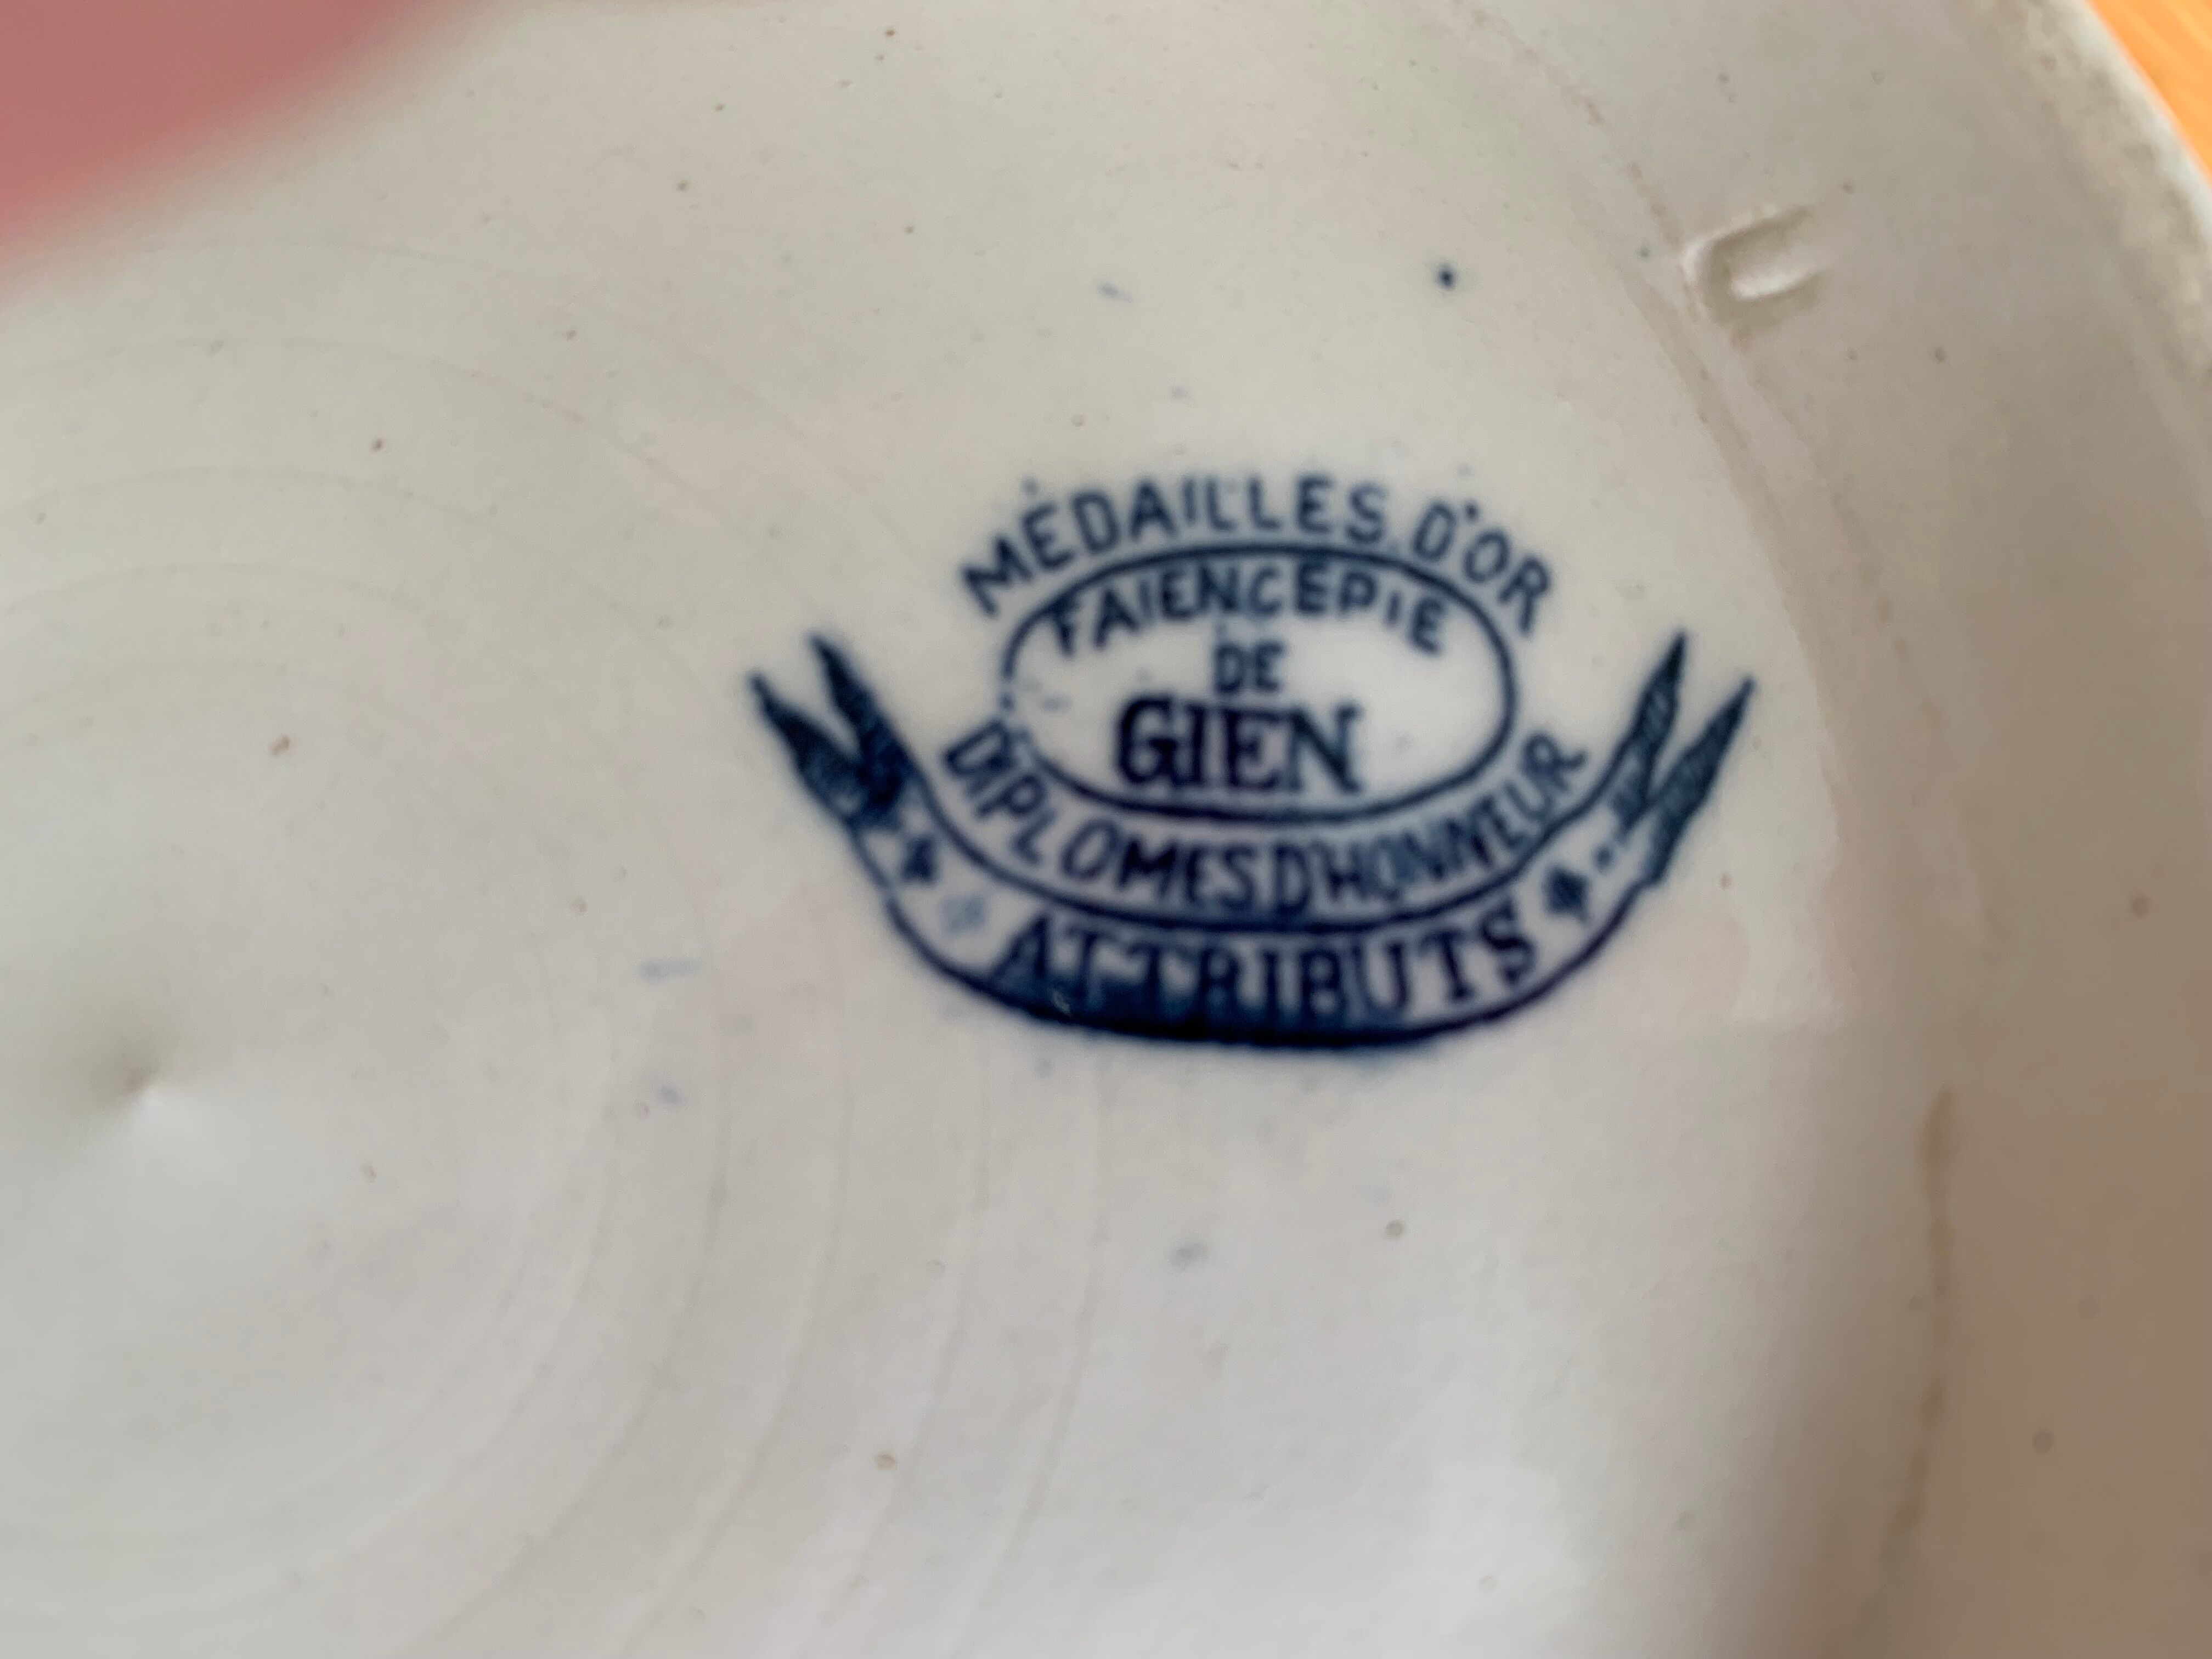 MÉDAILLES D'OR
FAIENCERIE
DE
GIEN
DIPLOMES D'HONNEUR
ATTRIBUTS